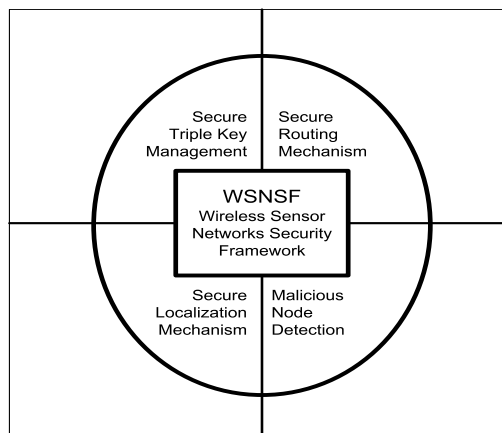 Secure
Triple Key
Management
Secure
Routing
Mechanism
WSNSF
Wireless Sensor
Networks Security
Framework
Secure
Localization
Mechanism
Malicious
Node
Detection